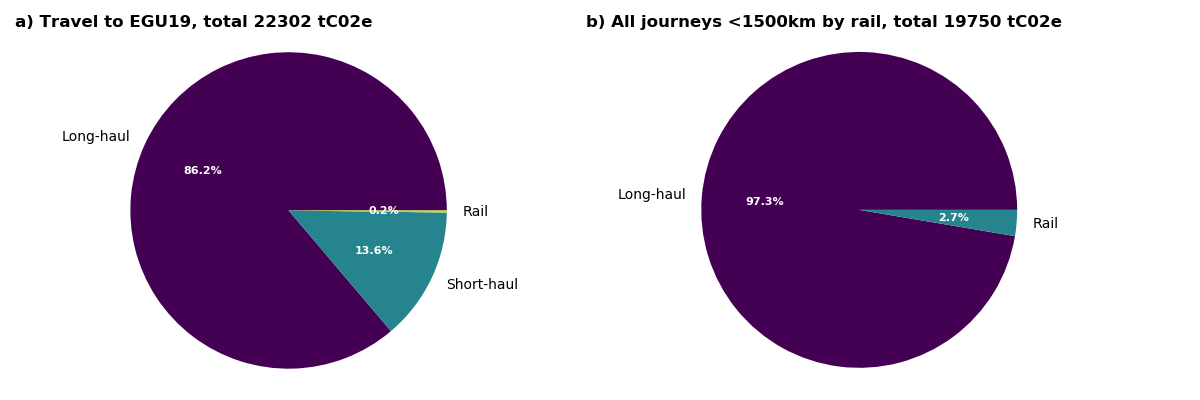 a) Travel to EGU19, total 22302 tC02e
Long-haul
86.2%
0.2%
Rail
13.6%
Short-haul
b) All journeys <1500km by rail, total 19750 tC02e
Long-haul
97.3%
2.7%
Rail